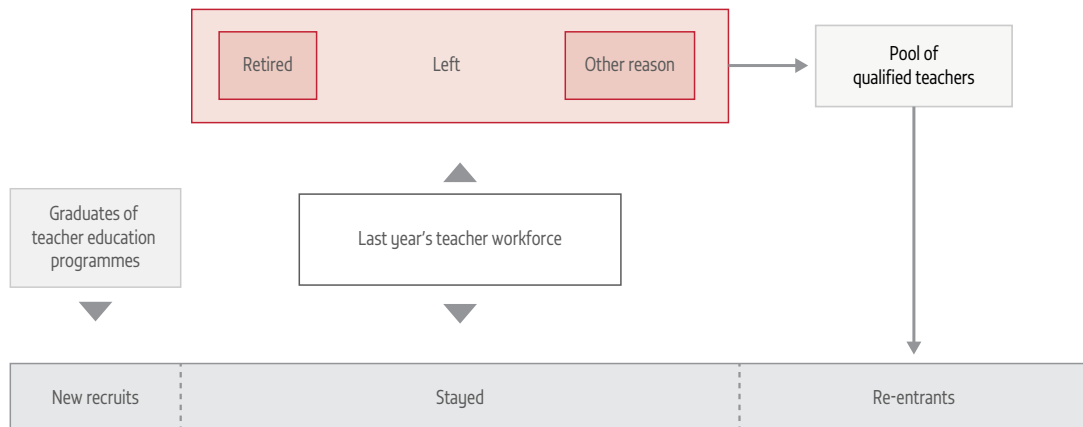 Retired
Left
Other reason
Pool of
qualified teachers
Graduates of
teacher education
programmes
Last year's teacher workforce
New recruits
Stayed
Re-entrants